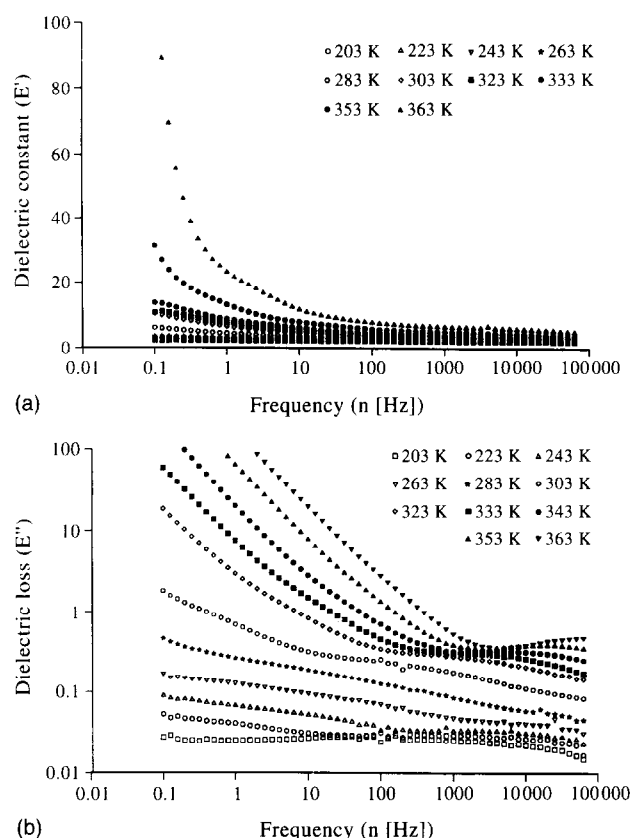 100
80
60
40
20
0
Dielectric constant (E')
203 K 223 K 243 K 263 K
283 K 303 K 323 K 333 K
353 K 363 K
0.01 0.1 1 10 100 1000 10000 100000
(a) Frequency (n [Hz])
100
10
1
0.1
0.01
Dielectric loss (E")
203 K 223 K 243 K
263 K 283 K 303 K
323 K 333 K 343 K
353 K 363 K
0.01 0.1 1 10 100 1000 10000 100000
(b) Frequency (n [Hz])